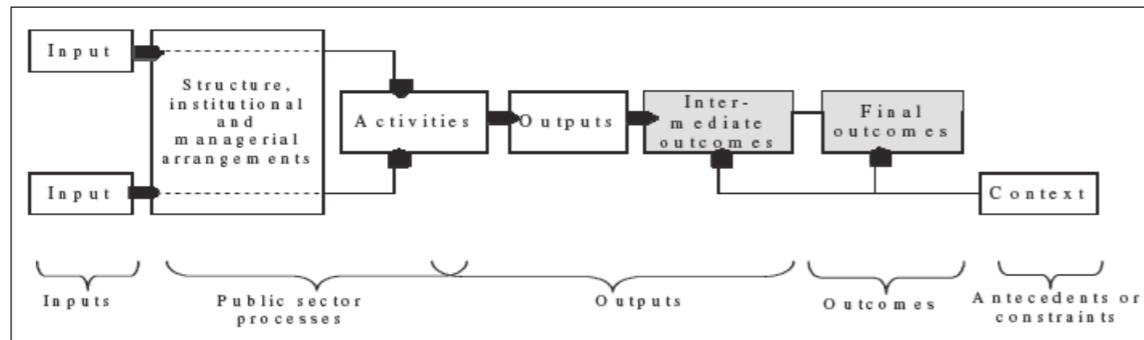 Input
Structure,
institutional
and
managerial
arrangements
Input
Activities
Outputs
Inter-
mediate
outcomes
Final
outcomes
Context
Inputs
Public sector
processes
Outputs
Outcomes
Antecedents or
constraints